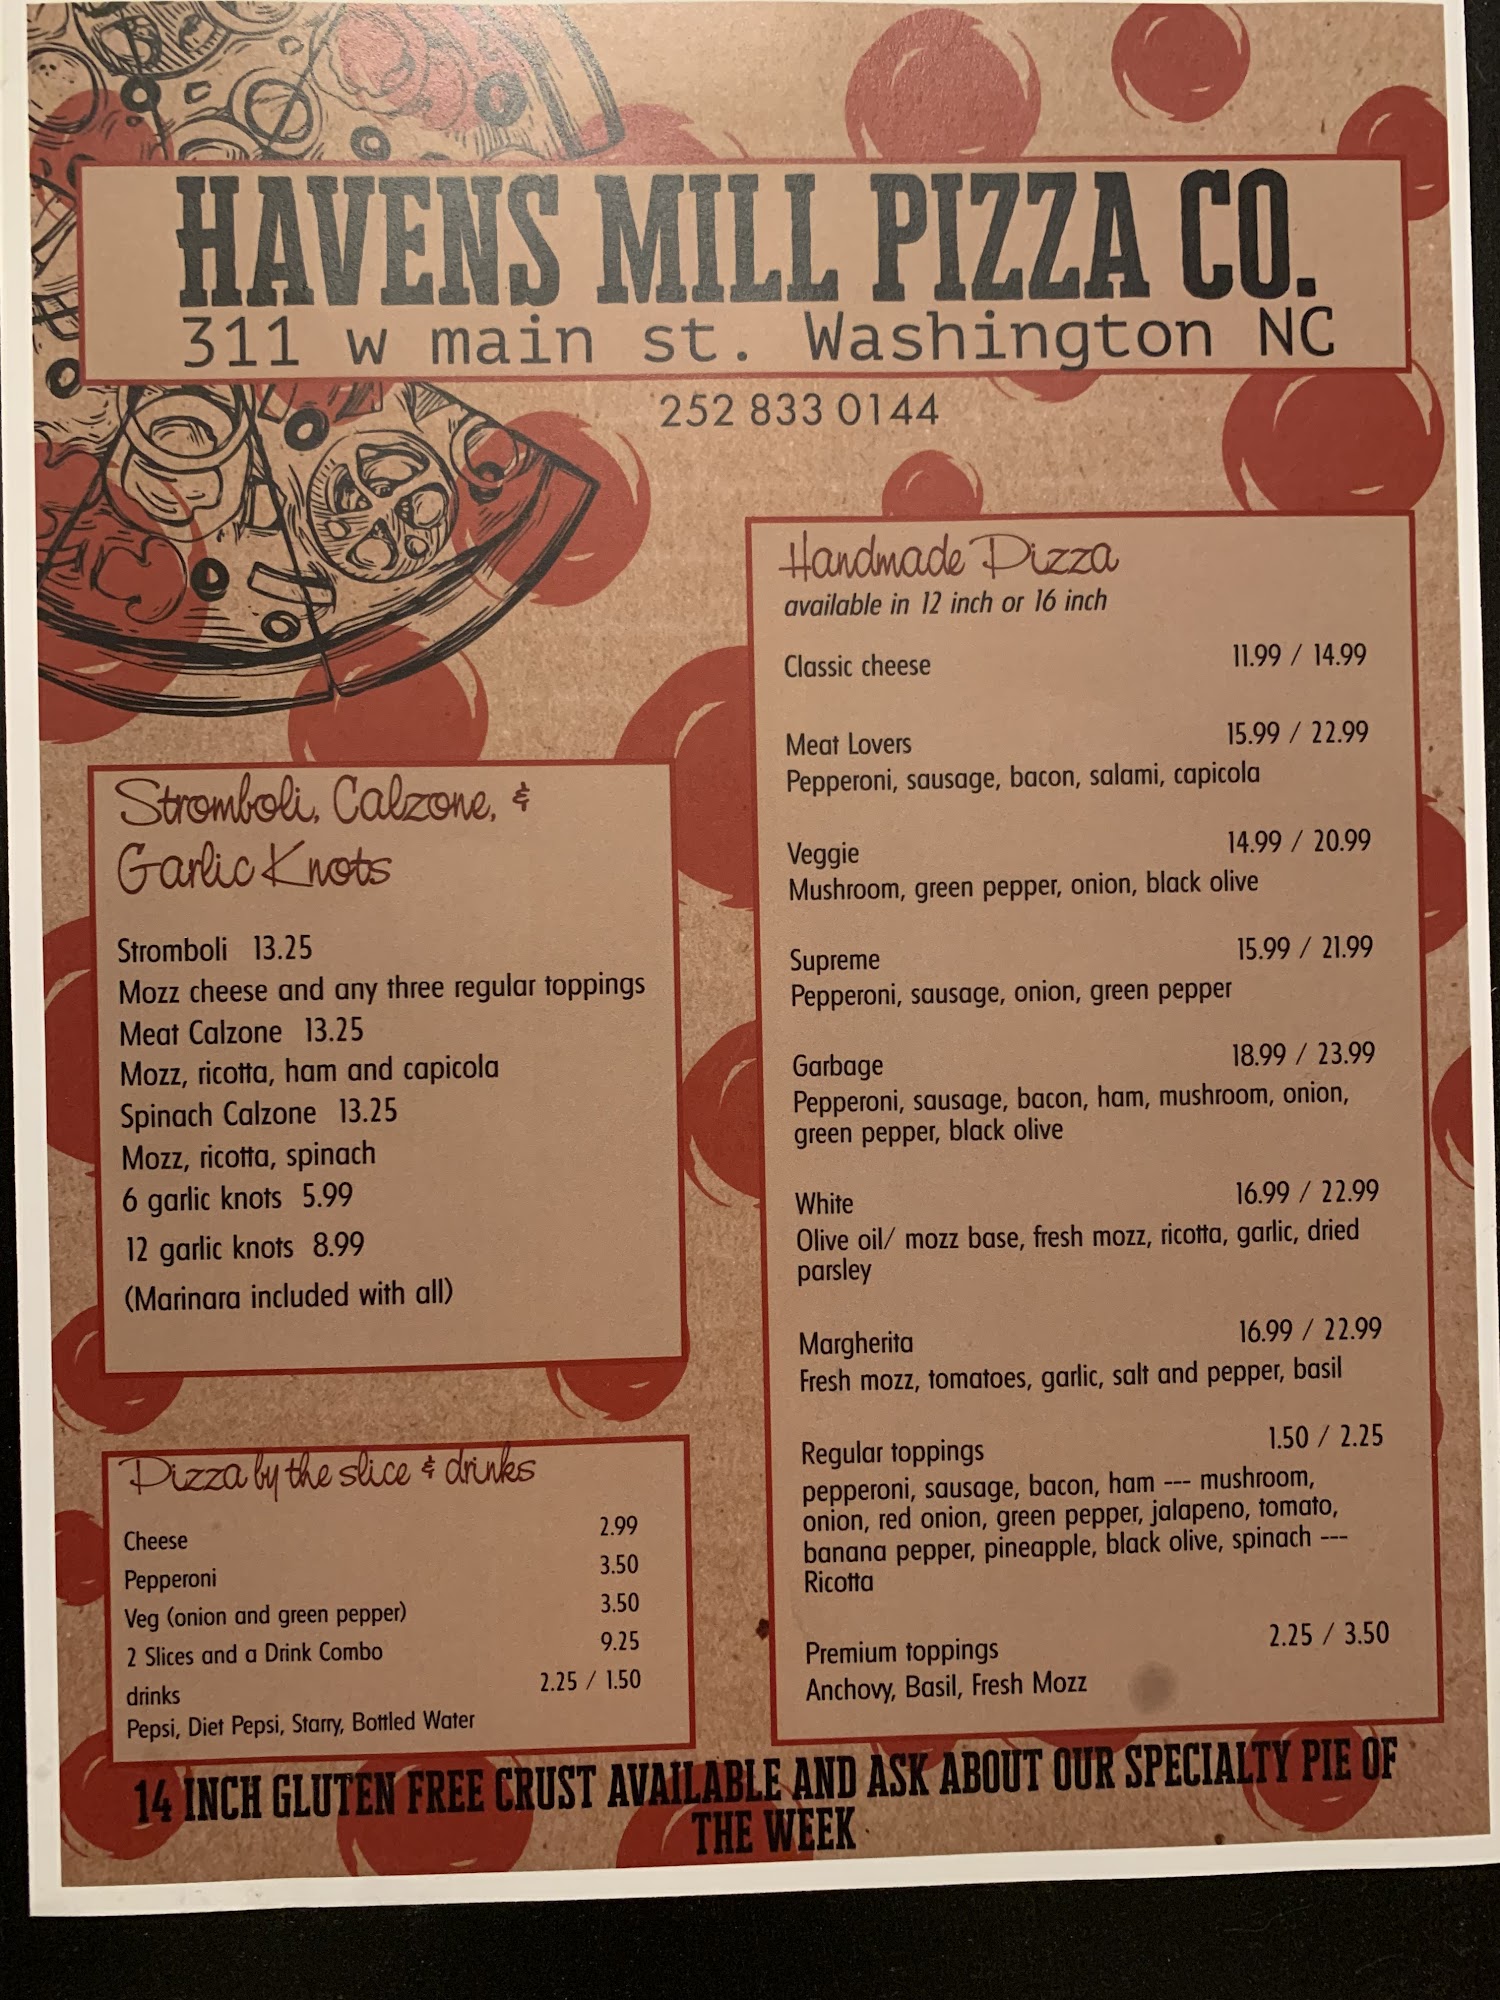 HAVENS MILL PIZZA CO.
311 w main st. Washington NC
252 833 0144
Stromboli, Calzone, &
Garlic Knots
Stromboli 13.25
Mozz cheese and any three regular toppings
Meat Calzone 13.25
Mozz, ricotta, ham and capicola
Spinach Calzone 13.25
Mozz, ricotta, spinach
6 garlic knots 5.99
12 garlic knots 8.99
(Marinara included with all)
Pizza by the slice & drinks
Cheese 2.99
Pepperoni 3.50
Veg (onion and green pepper) 3.50
2 Slices and a Drink Combo 9.25
drinks 2.25 / 1.50
Pepsi, Diet Pepsi, Starry, Bottled Water
Handmade Pizza
available in 12 inch or 16 inch
Classic cheese 11.99 / 14.99
Meat Lovers 15.99 / 22.99
Pepperoni, sausage, bacon, salami, capicola
Veggie 14.99 / 20.99
Mushroom, green pepper, onion, black olive
Supreme 15.99 / 21.99
Pepperoni, sausage, onion, green pepper
Garbage 18.99 / 23.99
Pepperoni, sausage, bacon, ham, mushroom, onion,
green pepper, black olive
White 16.99 / 22.99
Olive oil/ mozz base, fresh mozz, ricotta, garlic, dried
parsley
Margherita 16.99 / 22.99
Fresh mozz, tomatoes, garlic, salt and pepper, basil
Regular toppings 1.50 / 2.25
pepperoni, sausage, bacon, ham --- mushroom,
onion, red onion, green pepper, jalapeno, tomato,
banana pepper, pineapple, black olive, spinach ---
Ricotta
Premium toppings 2.25 / 3.50
Anchovy, Basil, Fresh Mozz
14 INCH GLUTEN FREE CRUST AVAILABLE AND ASK ABOUT OUR SPECIALTY PIE OF
THE WEEK